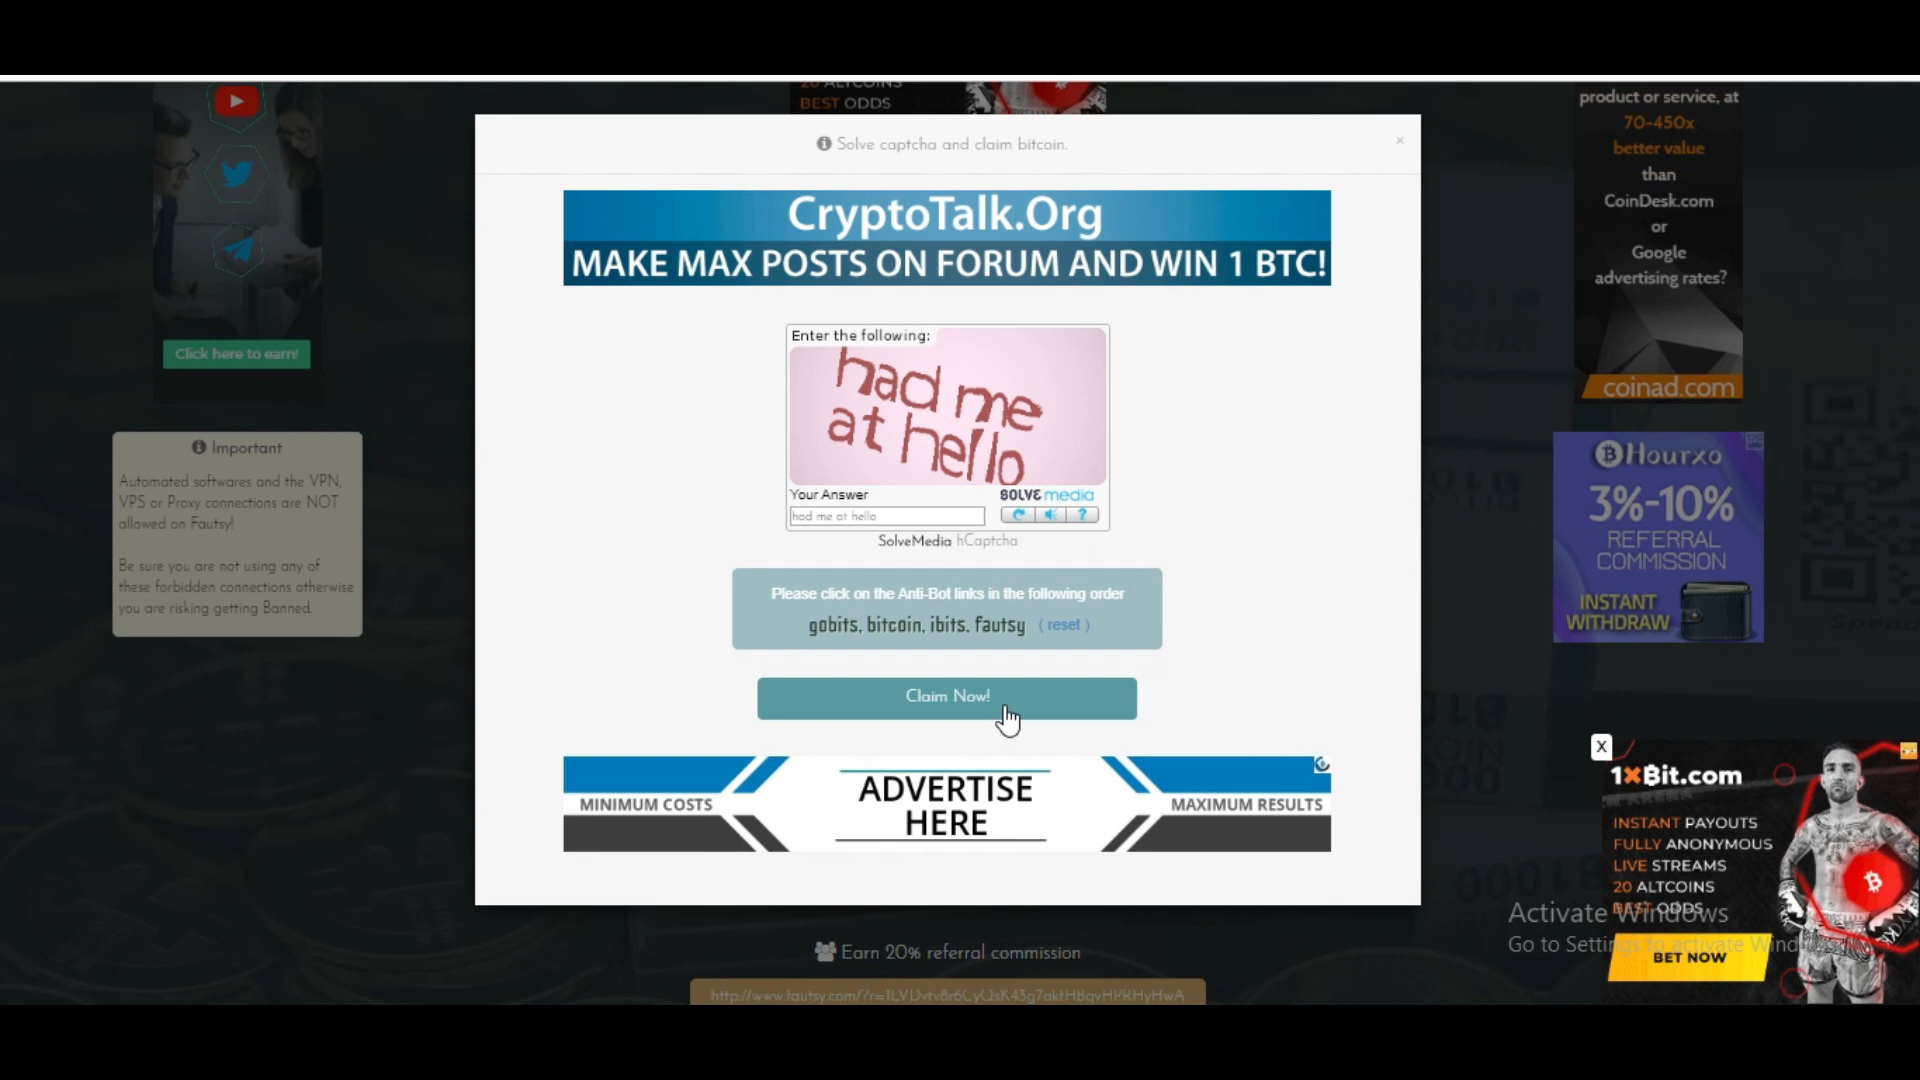 20 ALTCOINS
BEST ODDS
Click here to earn!
Important
Automated softwares and the VPN,
VPS or Proxy connections are NOT
allowed on Fautsy!
Be sure you are not using any of
these forbidden connections otherwise
you are risking getting Banned.
Solve captcha and claim bitcoin.
×
CryptoTalk.Org
MAKE MAX POSTS ON FORUM AND WIN 1 BTC!
Enter the following:
had me
at hello
Your Answer
SOLVE media
had me at hello
?
SolveMedia hCaptcha
Please click on the Anti-Bot links in the following order
gobits, bitcoin, ibits, fautsy ( reset )
Claim Now!
MINIMUM COSTS
ADVERTISE
HERE
MAXIMUM RESULTS
Earn 20% referral commission
product or service, at
70-450x
better value
than
CoinDesk.com
or
Google
advertising rates?
coinad.com
Hourxo
3%-10%
REFERRAL
COMMISSION
INSTANT
WITHDRAW
X
1XBit.com
INSTANT PAYOUTS
FULLY ANONYMOUS
LIVE STREAMS
20 ALTCOINS
BEST ODDS
BET NOW
Activate Windows
Go to Settings to activate